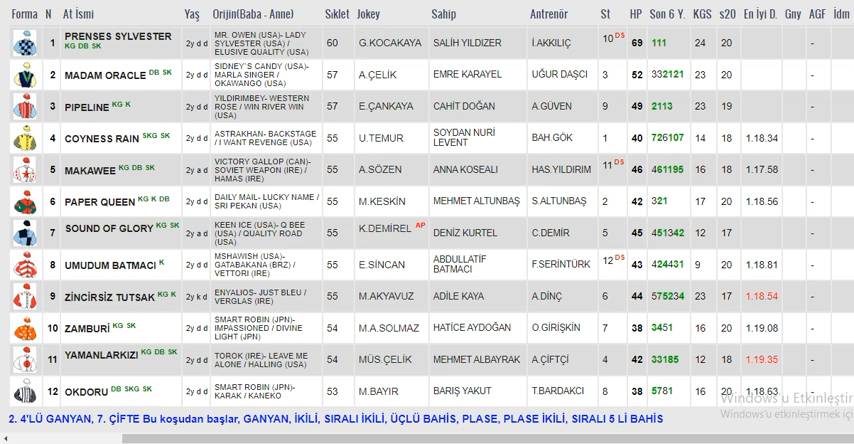 Forma N At İsmi Yaş Orijin(Baba - Anne) Sıklet Jokey Sahip Antrenör St HP Son 6 Y. KGS s20 En İyi D. Gny AGF İdm
1 PRENSES SYLVESTER KG DB SK 2y d d MR. OWEN (USA)- LADY SYLVESTER (USA) / ELUSIVE QUALITY (USA) 60 G.KOCAKAYA SALİH YILDIZER İ.AKKILIÇ 10 DS 69 111 24 20 -
2 MADAM ORACLE DB SK 2y d d SIDNEY`S CANDY (USA)- MARLA SINGER / OKAWANGO (USA) 57 A.ÇELİK EMRE KARAYEL UĞUR DAŞCI 3 52 332121 23 20 -
3 PIPELINE KG K 2y d d YILDIRIMBEY- WESTERN ROSE / WIN RIVER WIN (USA) 57 E.ÇANKAYA CAHİT DOĞAN A.GÜVEN 9 49 2113 23 19 -
4 COYNESS RAIN SKG SK 2y d d ASTRAKHAN- BACKSTAGE / I WANT REVENGE (USA) 55 U.TEMUR SOYDAN NURİ LEVENT BAH.GÖK 1 40 726107 14 18 1.18.34 -
5 MAKAWEE KG DB SK 2y a d VICTORY GALLOP (CAN)- SOVIET WEAPON (IRE) / HAMAS (IRE) 55 A.SÖZEN ANNA KOSEALI HAS.YILDIRIM 11 DS 46 461195 16 18 1.17.58 -
6 PAPER QUEEN KG K DB 2y d d DAILY MAIL- LUCKY NAME / SRI PEKAN (USA) 55 M.KESKİN MEHMET ALTUNBAŞ S.ALTUNBAŞ 2 42 321 17 20 1.18.56 -
7 SOUND OF GLORY KG SK 2y a d KEEN ICE (USA)- Q BEE (USA) / QUALITY ROAD (USA) 55 K.DEMİREL AP DENİZ KURTEL C.DEMİR 5 45 451342 12 17 -
8 UMUDUM BATMACI K 2y d d MSHAWISH (USA)- GATABAKANA (BRZ) / VETTORI (IRE) 55 E.SİNCAN ABDULLATİF BATMACI F.SERİNTÜRK 12 DS 43 424431 9 20 1.18.81 -
9 ZİNCİRSİZ TUTSAK KG K 2y k d ENYALIOS- JUST BLEU / VERGLAS (IRE) 55 M.AKYAVUZ ADİLE KAYA A.DİNÇ 6 44 575234 23 17 1.18.54 -
10 ZAMBURİ KG SK 2y d d SMART ROBIN (JPN)- IMPASSIONED / DIVINE LIGHT (JPN) 54 M.A.SOLMAZ HATİCE AYDOĞAN O.GİRİŞKİN 7 38 3451 16 20 1.19.08 -
11 YAMANLARKIZI KG DB SK 2y d d TOROK (IRE)- LEAVE ME ALONE / HALLING (USA) 54 MÜS.ÇELİK MEHMET ALBAYRAK A.ÇİFTÇİ 4 42 33185 12 18 1.19.35 -
12 OKDORU DB SKG SK 2y d d SMART ROBIN (JPN)- KARAK / KANEKO 53 M.BAYIR BARIŞ YAKUT T.BARDAKCI 8 38 5781 16 20 1.18.63 -
Windows'u Etkinleştir
Windows'u etkinleştirmek için
2. 4'LÜ GANYAN, 7. ÇİFTE Bu koşudan başlar, GANYAN, İKİLİ, SIRALI İKİLİ, ÜÇLÜ BAHİS, PLASE, PLASE İKİLİ, SIRALI 5 Lİ BAHİS